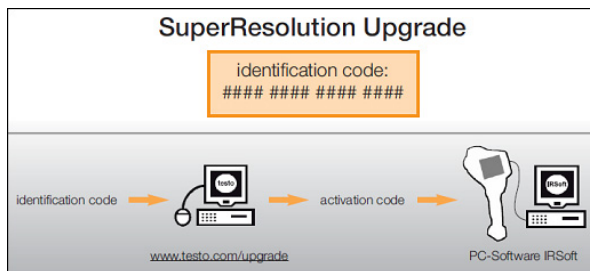 SuperResolution Upgrade
identification code:
#### #### #### ####
testo
IRSoft
identification code
activation code
www.testo.com/upgrade
PC-Software IRSoft